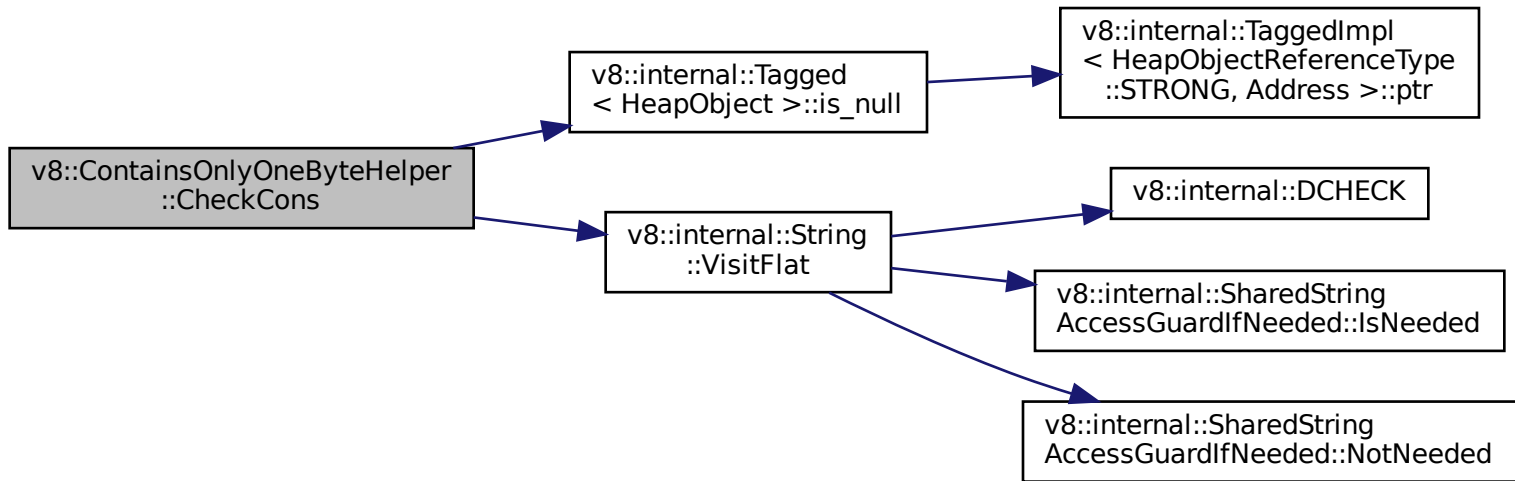 v8::ContainsOnlyOneByteHelper
::CheckCons
v8::internal::Tagged
< HeapObject >::is_null
v8::internal::TaggedImpl
< HeapObjectReferenceType
::STRONG, Address >::ptr
v8::internal::String
::VisitFlat
v8::internal::DCHECK
v8::internal::SharedString
AccessGuardIfNeeded::IsNeeded
v8::internal::SharedString
AccessGuardIfNeeded::NotNeeded